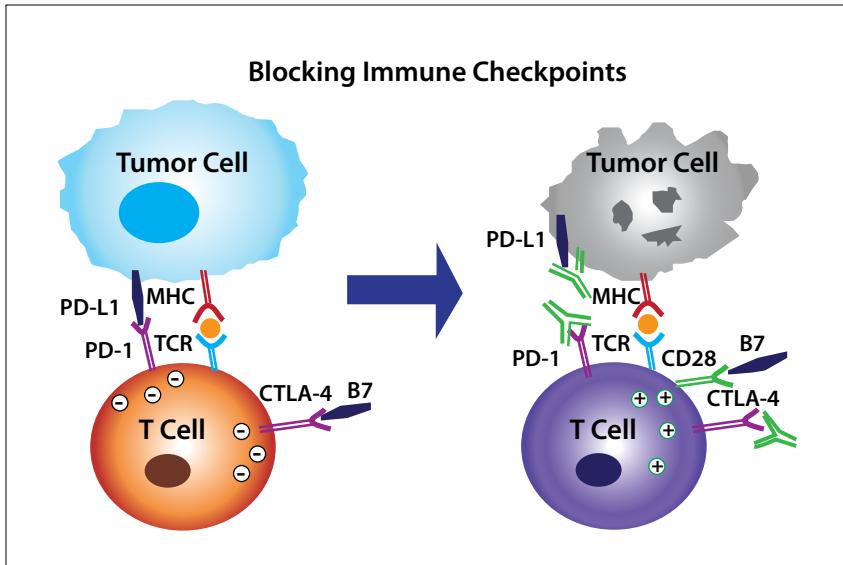 Blocking Immune Checkpoints
Tumor Cell
PD-L1
MHC
PD-1
TCR
CTLA-4
B7
T Cell
Tumor Cell
PD-L1
MHC
PD-1
TCR
CD28
B7
CTLA-4
T Cell